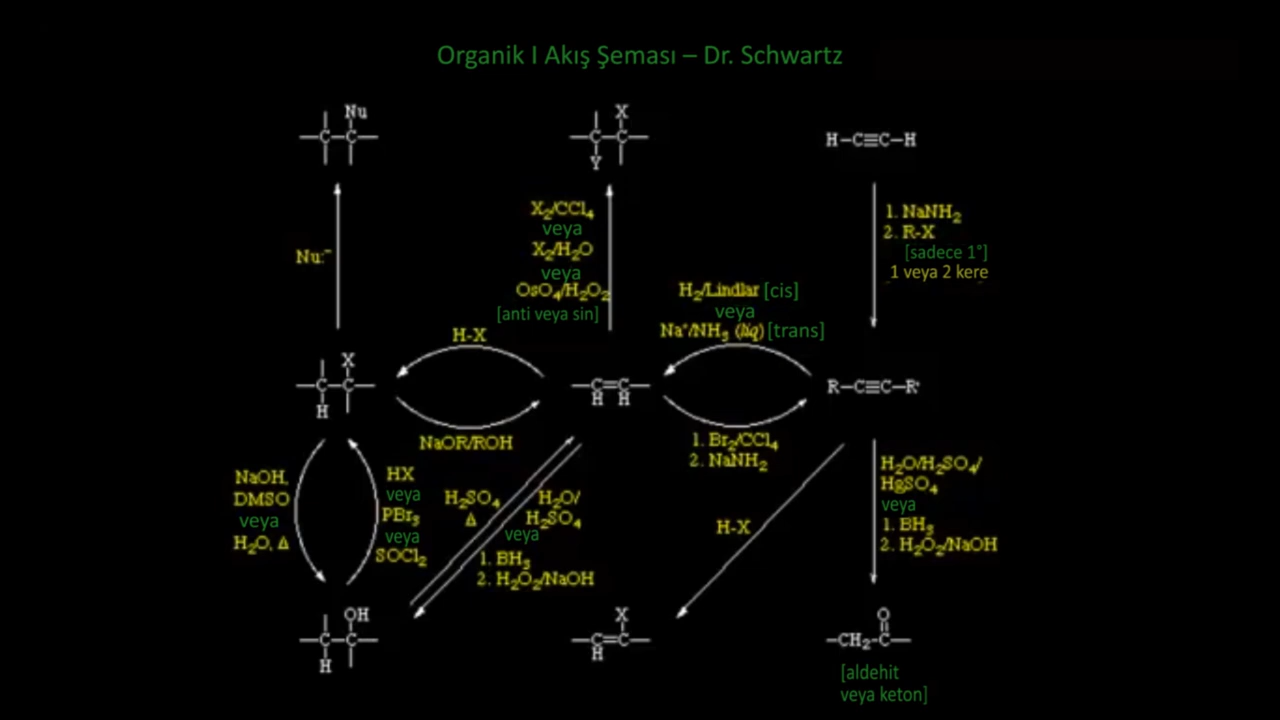 Organik I Akış Şeması – Dr. Schwartz
Nu
–C–C–
X
–C–C–
Y
H–C≡C–H
Nu:⁻
X₂/CCl₄
veya
X₂/H₂O
veya
OsO₄/H₂O₂
[anti veya sin]
1. NaNH₂
2. R-X
[sadece 1°]
1 veya 2 kere
H₂/Lindlar [cis]
veya
Na°/NH₃ (liq) [trans]
H-X
X
–C–C–
H
–C=C–
H H
R–C≡C–R'
NaOR/ROH
1. Br₂/CCl₄
2. NaNH₂
NaOH,
DMSO
veya
H₂O, Δ
HX
veya
PBr₃
veya
SOCl₂
H₂SO₄
Δ
H₂O/
H₂SO₄
veya
1. BH₃
2. H₂O₂/NaOH
H-X
H₂O/H₂SO₄/
HgSO₄
veya
1. BH₃
2. H₂O₂/NaOH
OH
–C–C–
H
X
–C=C–
H
O
–CH₂–C–
[aldehit
veya keton]